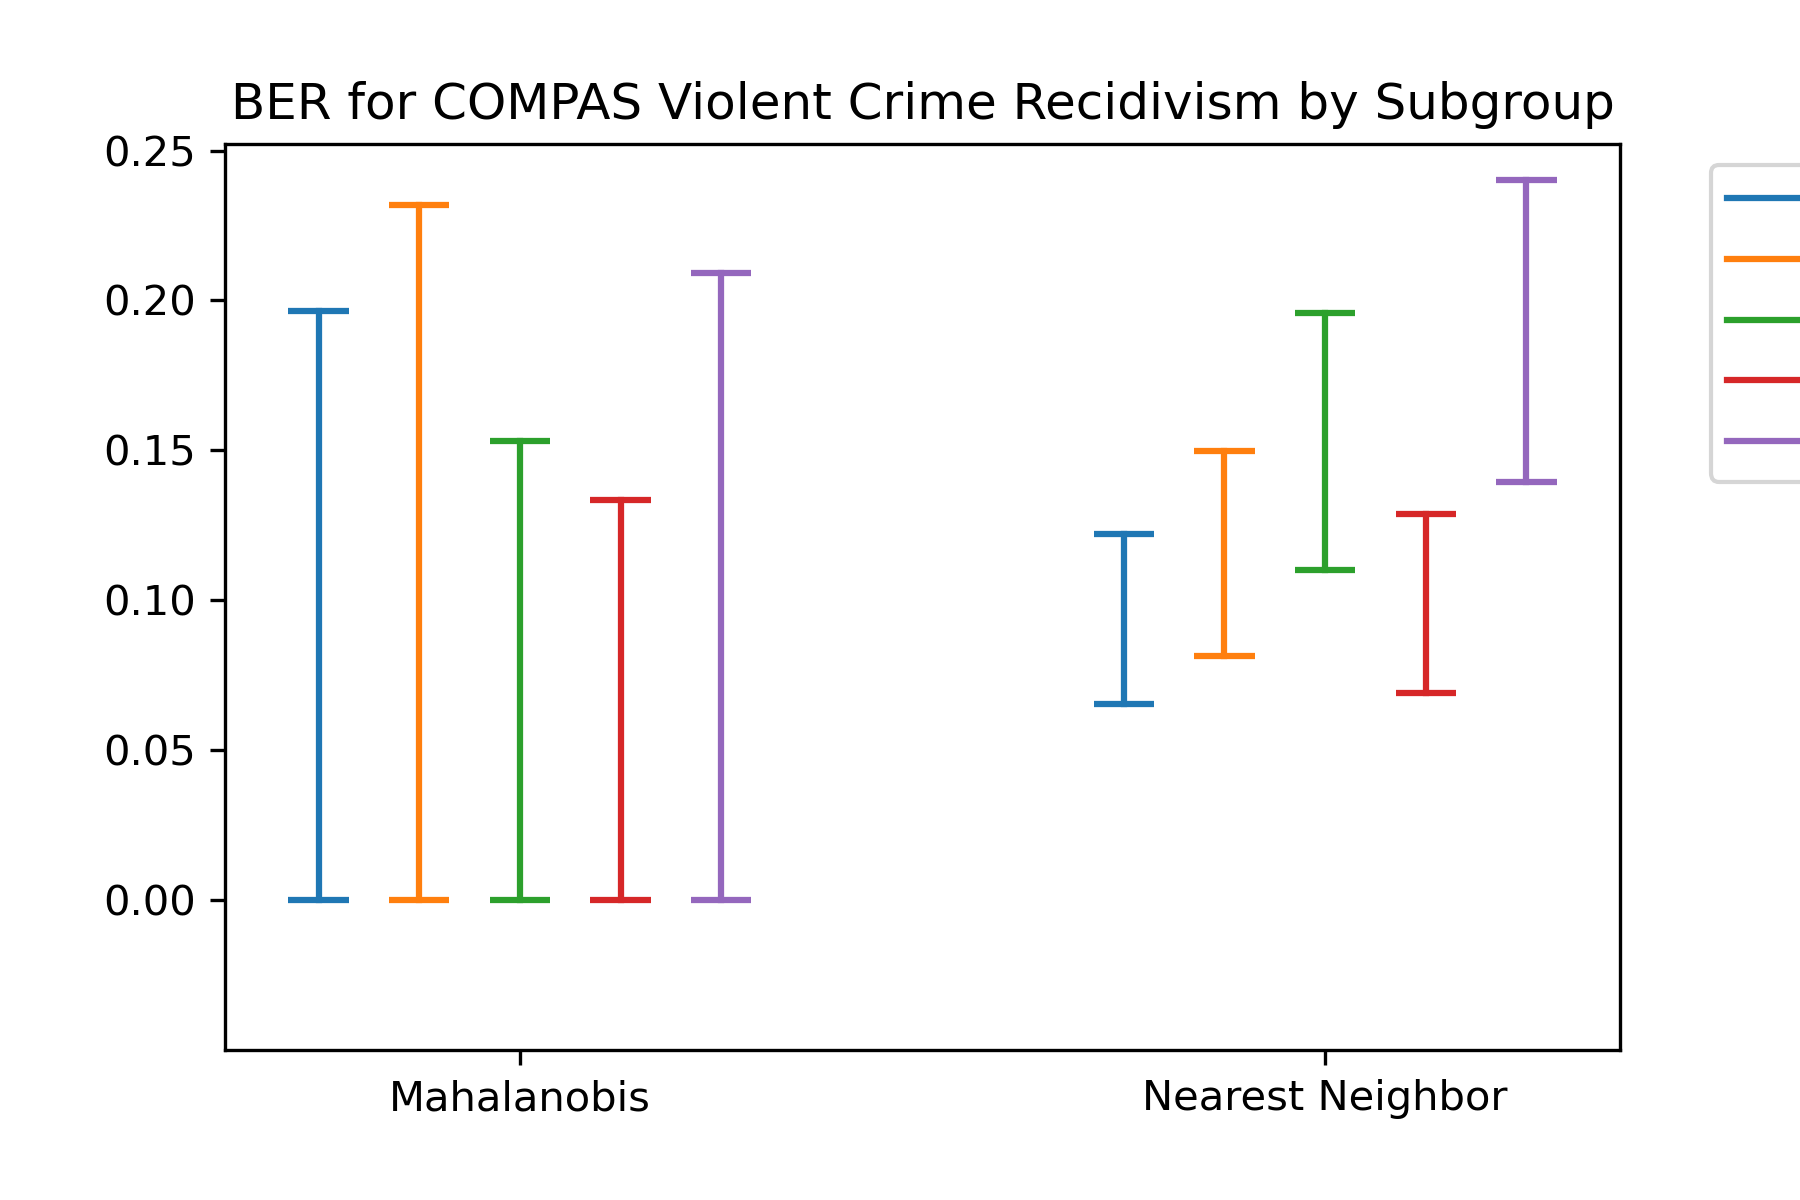 BER for COMPAS Violent Crime Recidivism by Subgroup
0.25
0.20
0.15
0.10
0.05
0.00
Mahalanobis
Nearest Neighbor